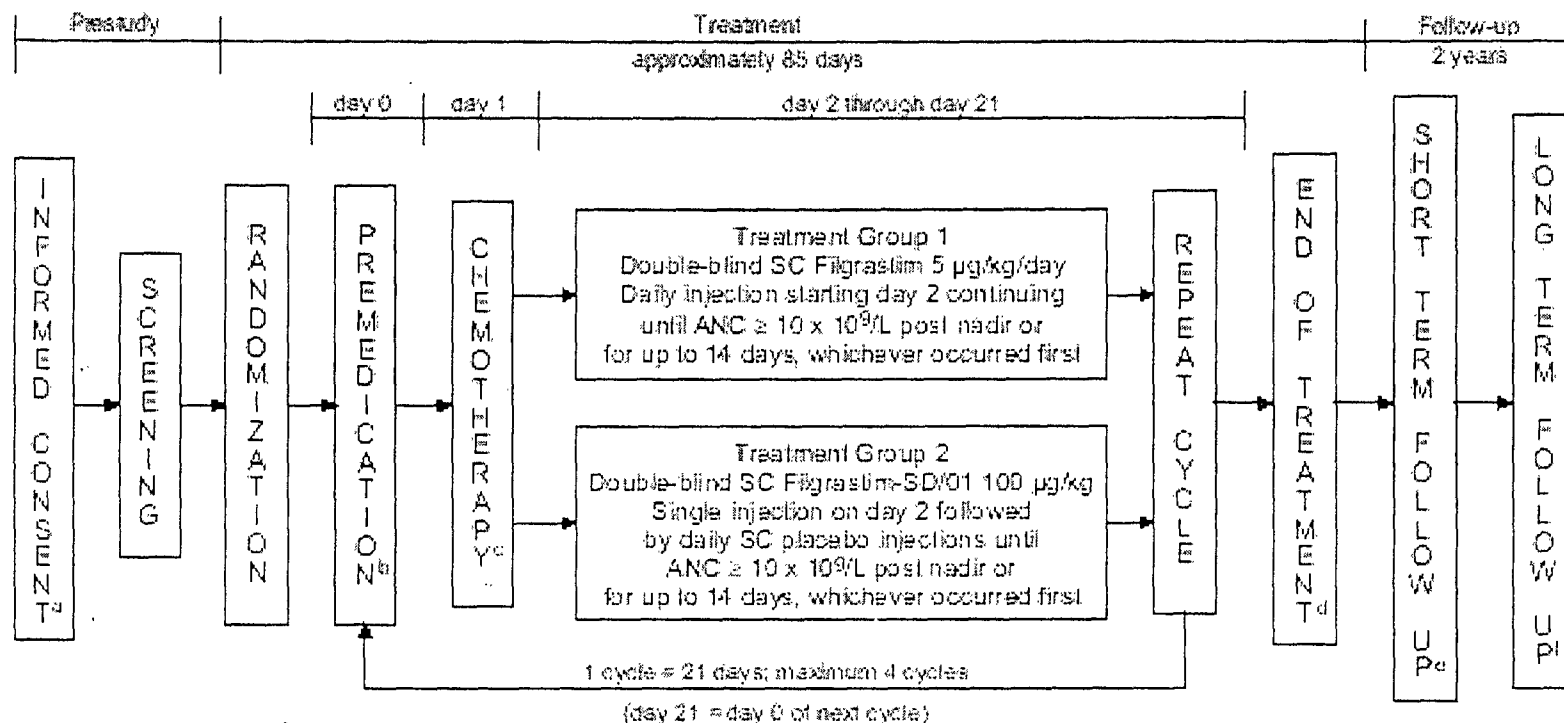 Prestudy
Treatment
Follow-up
approximately 85 days
2 years
day 0
day 1
day 2 through day 21
INFORMED CONSENTa
SCREENING
RANDOMIZATION
PREMEDICATIONb
CHEMOTHERAPYc
Treatment Group 1
Double-blind SC Filgrastim 5 µg/kg/day
Daily injection starting day 2 continuing
until ANC ≥ 10 x 10⁹/L post nadir or
for up to 14 days, whichever occurred first
Treatment Group 2
Double-blind SC Filgrastim-SD/01 100 µg/kg
Single injection on day 2 followed
by daily SC placebo injections until
ANC ≥ 10 x 10⁹/L post nadir or
for up to 14 days, whichever occurred first
REPEAT CYCLE
END OF TREATMENTd
SHORT TERM FOLLOW UPe
LONG TERM FOLLOW UPf
1 cycle = 21 days; maximum 4 cycles
(day 21 = day 0 of next cycle)